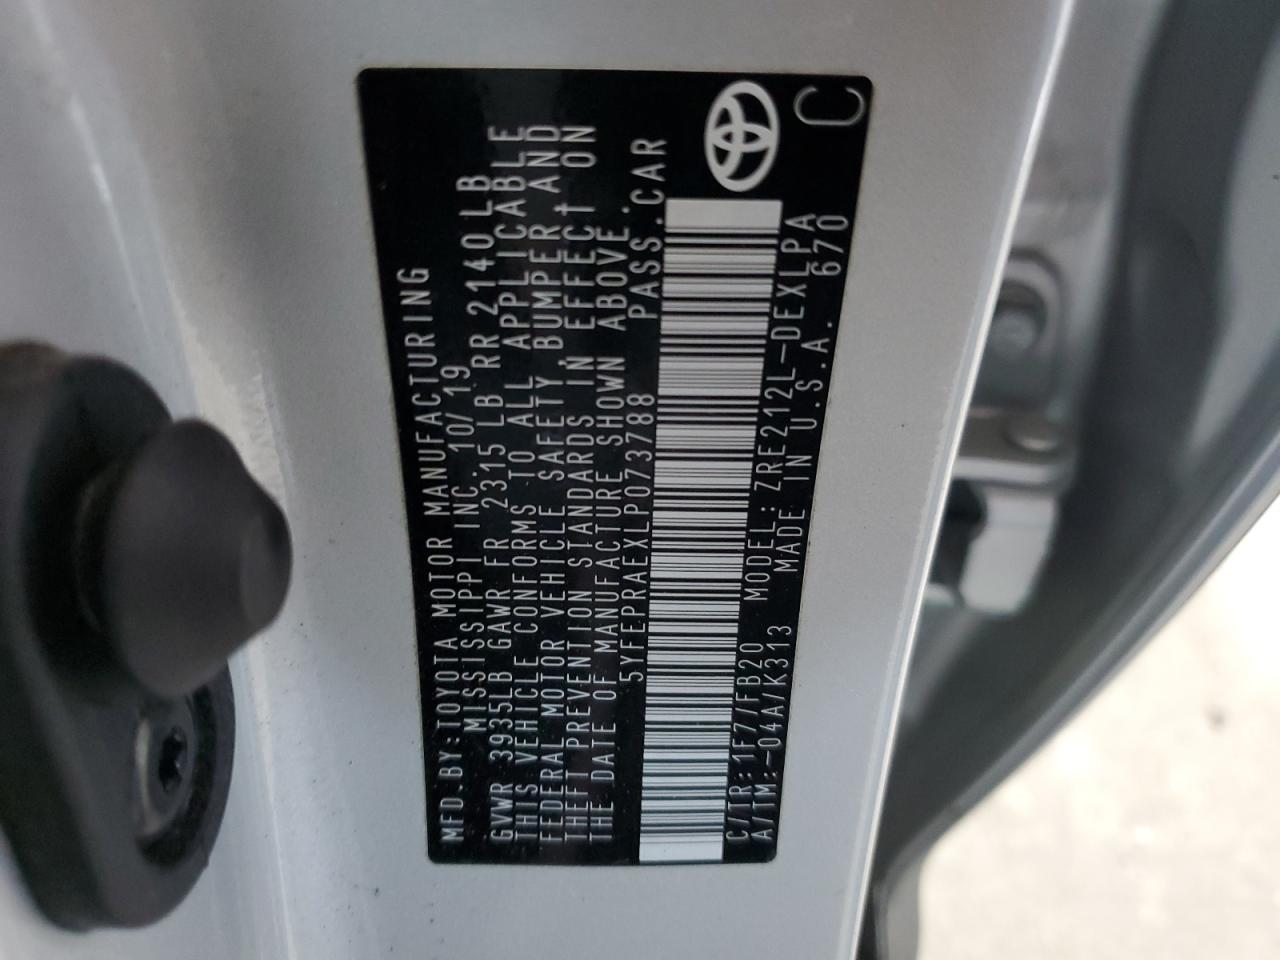 MFD.BY:TOYOTA MOTOR MANUFACTURING
MISSISSIPPI INC. 10/19
GVWR 3935LB GAWR FR 2315 LB RR 2140LB
THIS VEHICLE CONFORMS TO ALL APPLICABLE
FEDERAL MOTOR VEHICLE SAFETY,BUMPER AND
THEFT PREVENTION STANDARDS IN EFFECT ON
THE DATE OF MANUFACTURE SHOWN ABOVE.
5YFEPRAEXLP073788 PASS.CAR
C/TR:1F7/FB20 MODEL:ZRE212L-DEXLPA
A/TM:-04A/K313 MADE IN U.S.A. 670
C